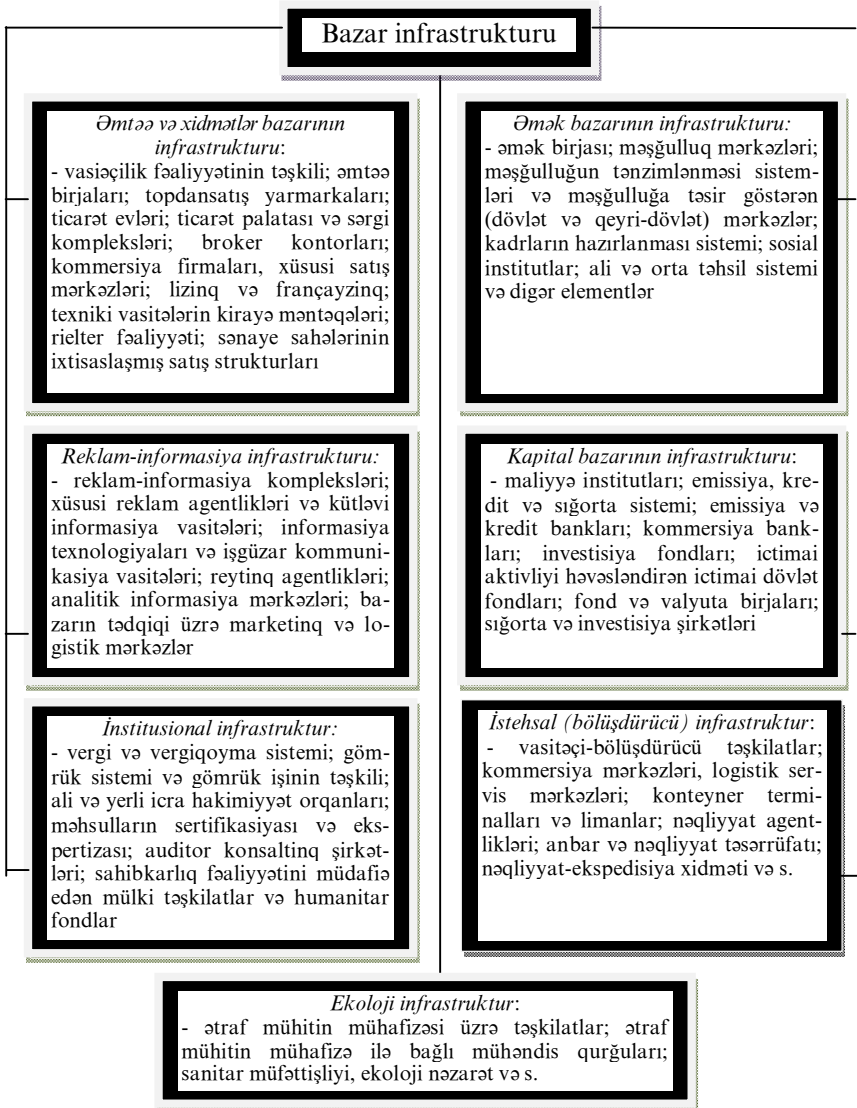 Bazar infrastrukturu
Əmtəə və xidmətlər bazarının
infrastrukturu:
- vasiəçilik fəaliyyətinin təşkili; əmtəə
birjaları; topdansatış yarmarkaları;
ticarət evləri; ticarət palatası və sərgi
kompleksləri; broker kontorları;
kommersiya firmaları, xüsusi satış
mərkəzləri; lizinq və françayzinq;
texniki vasitələrin kirayə məntəqələri;
rielter fəaliyyəti; sənaye sahələrinin
ixtisaslaşmış satış strukturları
Əmək bazarının infrastrukturu:
- əmək birjası; məşğulluq mərkəzləri;
məşğulluğun tənzimlənməsi sistem-
ləri və məşğulluğa təsir göstərən
(dövlət və qeyri-dövlət) mərkəzlər;
kadrların hazırlanması sistemi; sosial
institutlar; ali və orta təhsil sistemi
və digər elementlər
Reklam-informasiya infrastrukturu:
- reklam-informasiya kompleksləri;
xüsusi reklam agentlikləri və kütləvi
informasiya vasitələri; informasiya
texnologiyaları və işgüzar kommuni-
kasiya vasitələri; reytinq agentlikləri;
analitik informasiya mərkəzləri; ba-
zarın tədqiqi üzrə marketinq və lo-
gistik mərkəzlər
Kapital bazarının infrastrukturu:
- maliyyə institutları; emissiya, kre-
dit və sığorta sistemi; emissiya və
kredit bankları; kommersiya bank-
ları; investisiya fondları; ictimai
aktivliyi həvəsləndirən ictimai dövlət
fondları; fond və valyuta birjaları;
sığorta və investisiya şirkətləri
İnstitusional infrastruktur:
- vergi və vergiqoyma sistemi; göm-
rük sistemi və gömrük işinin təşkili;
ali və yerli icra hakimiyyət orqanları;
məhsulların sertifikasiyası və eks-
pertizası; auditor konsaltinq şirkət-
ləri; sahibkarlıq fəaliyyətini müdafiə
edən mülki təşkilatlar və humanitar
fondlar
İstehsal (bölüşdürücü) infrastruktur:
- vasitəçi-bölüşdürücü təşkilatlar;
kommersiya mərkəzləri, logistik ser-
vis mərkəzləri; konteyner termi-
nalları və limanlar; nəqliyyat agent-
likləri; anbar və nəqliyyat təsərrüfatı;
nəqliyyat-ekspedisiya xidməti və s.
Ekoloji infrastruktur:
- ətraf mühitin mühafizəsi üzrə təşkilatlar; ətraf
mühitin mühafizə ilə bağlı mühəndis qurğuları;
sanitar müfəttişliyi, ekoloji nəzarət və s.